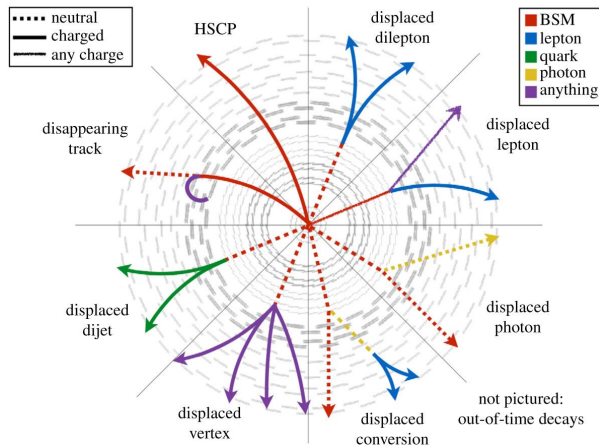 neutral
charged
any charge
HSCP
displaced
dilepton
BSM
lepton
quark
photon
anything
displaced
lepton
disappearing
track
displaced
dijet
displaced
photon
displaced
vertex
displaced
conversion
not pictured:
out-of-time decays